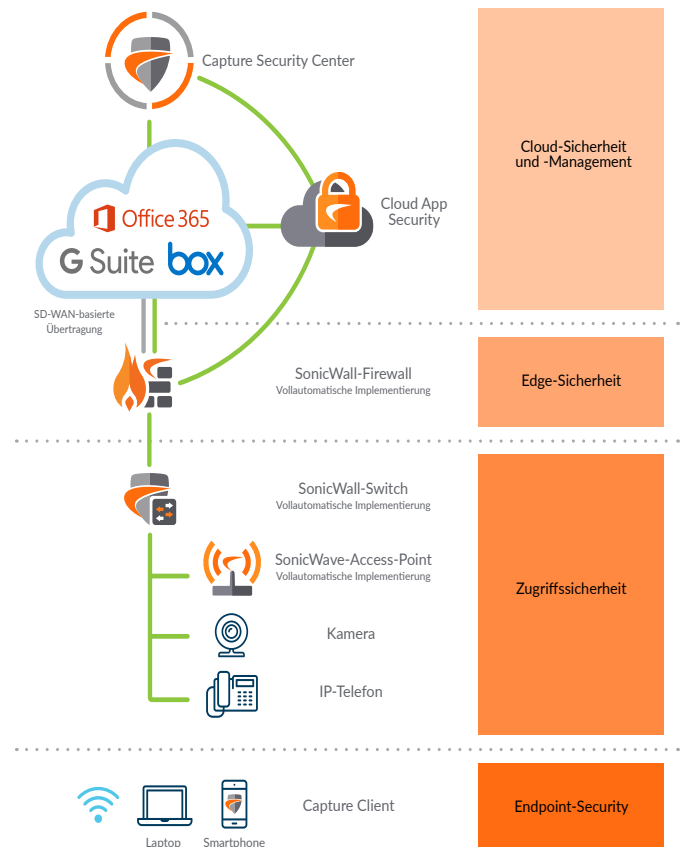 Capture Security Center
Cloud-Sicherheit
und -Management
Office 365
G Suite box
Cloud App
Security
SD-WAN-basierte
Übertragung
SonicWall-Firewall
Vollautomatische Implementierung
Edge-Sicherheit
SonicWall-Switch
Vollautomatische Implementierung
SonicWave-Access-Point
Vollautomatische Implementierung
Zugriffssicherheit
Kamera
IP-Telefon
Capture Client
Endpoint-Security
Laptop
Smartphone